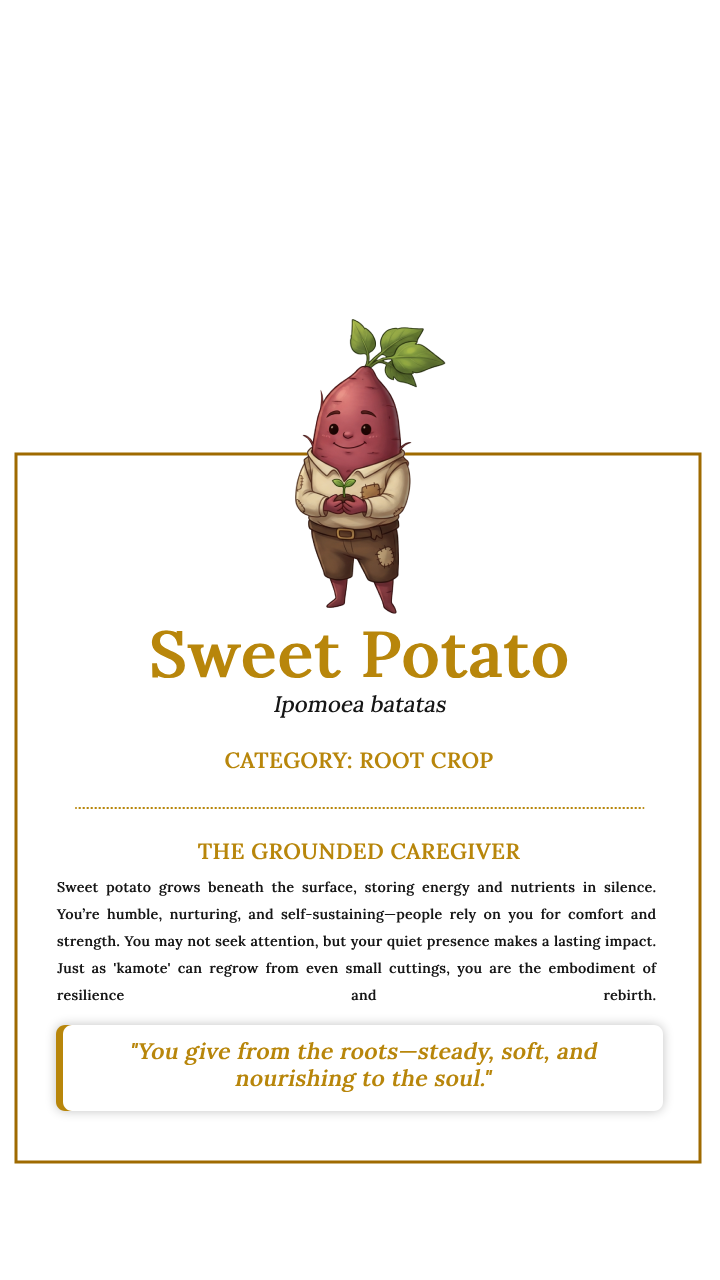 Sweet Potato
Ipomoea batatas
CATEGORY: ROOT CROP
THE GROUNDED CAREGIVER
Sweet potato grows beneath the surface, storing energy and nutrients in silence.
You’re humble, nurturing, and self-sustaining—people rely on you for comfort and
strength. You may not seek attention, but your quiet presence makes a lasting impact.
Just as 'kamote' can regrow from even small cuttings, you are the embodiment of
resilience and rebirth.
"You give from the roots—steady, soft, and
nourishing to the soul."